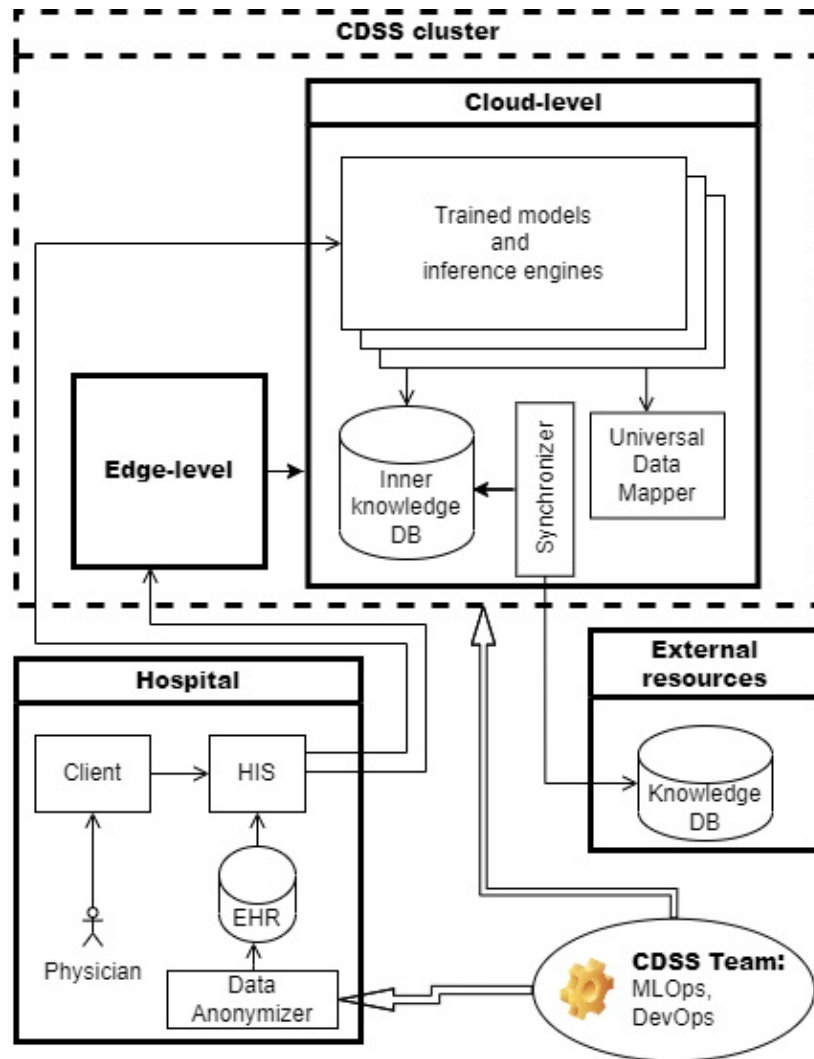 CDSS cluster
Cloud-level
Trained models
and
inference engines
Edge-level
Inner
knowledge
DB
Synchronizer
Universal
Data
Mapper
Hospital
External
resources
Client
HIS
Knowledge
DB
EHR
Physician
Data
Anonymizer
CDSS Team:
MLOps,
DevOps